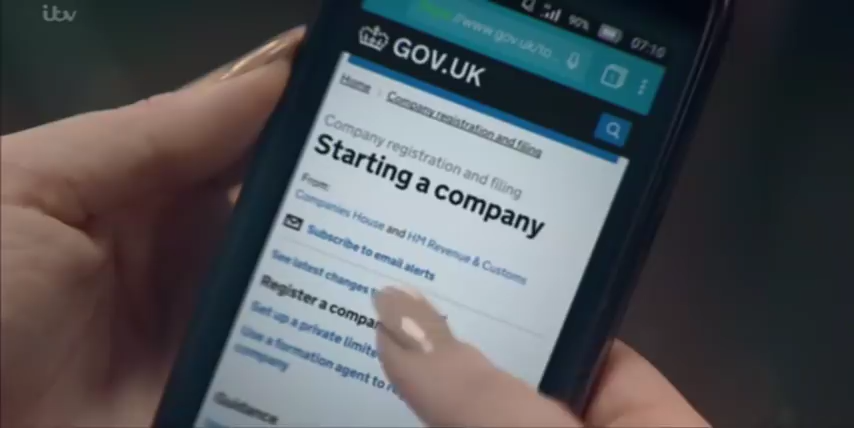 itv
90% 07:10
//www.gov.uk/to...
GOV.UK
Home Company registration and filing
Company registration and filing
Starting a company
From:
Companies House and HM Revenue & Customs
Subscribe to email alerts
See latest changes
Register a compa
Set up a private limite
Use a formation agent to
company
Guidance